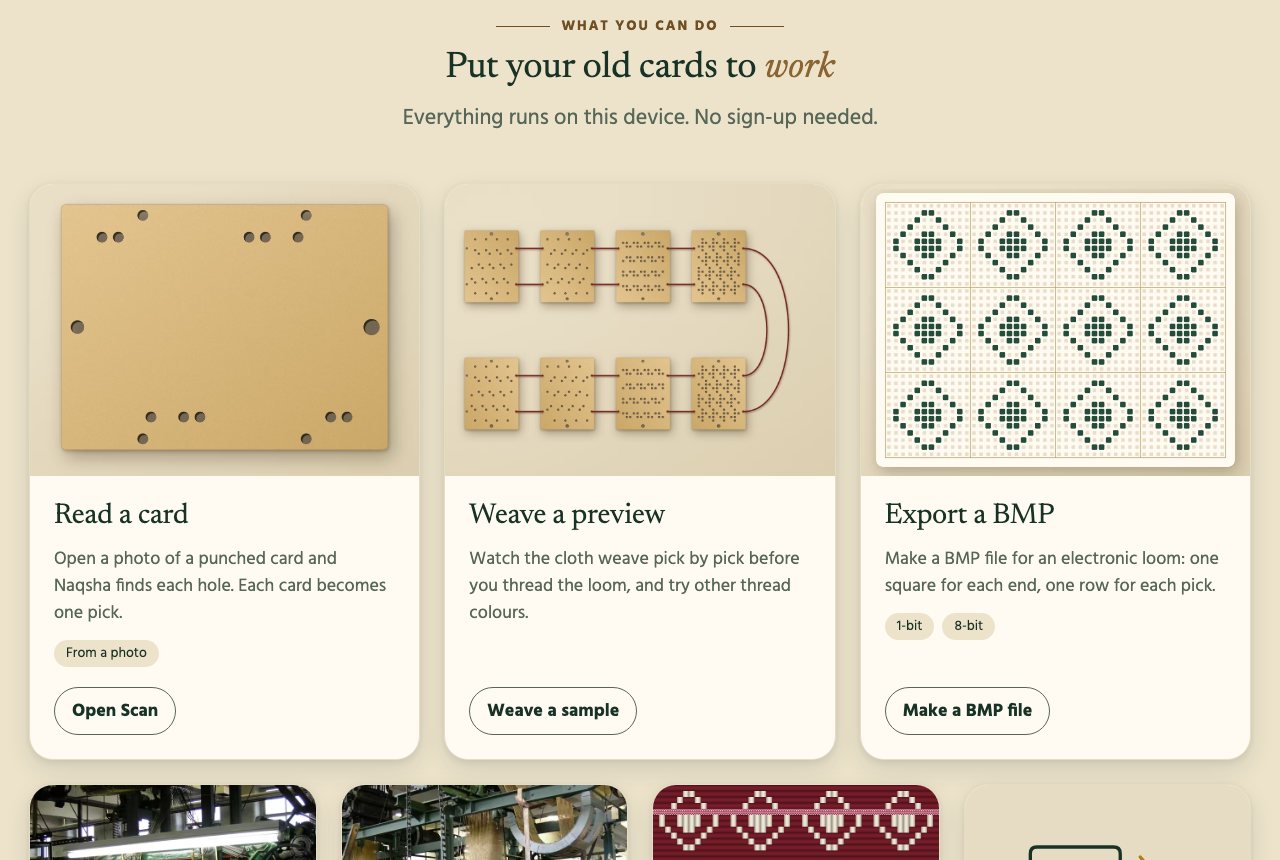 WHAT YOU CAN DO
Put your old cards to work
Everything runs on this device. No sign-up needed.
Read a card
Open a photo of a punched card and
Naqsha finds each hole. Each card becomes
one pick.
From a photo
Open Scan
Weave a preview
Watch the cloth weave pick by pick before
you thread the loom, and try other thread
colours.
Weave a sample
Export a BMP
Make a BMP file for an electronic loom: one
square for each end, one row for each pick.
1-bit 8-bit
Make a BMP file